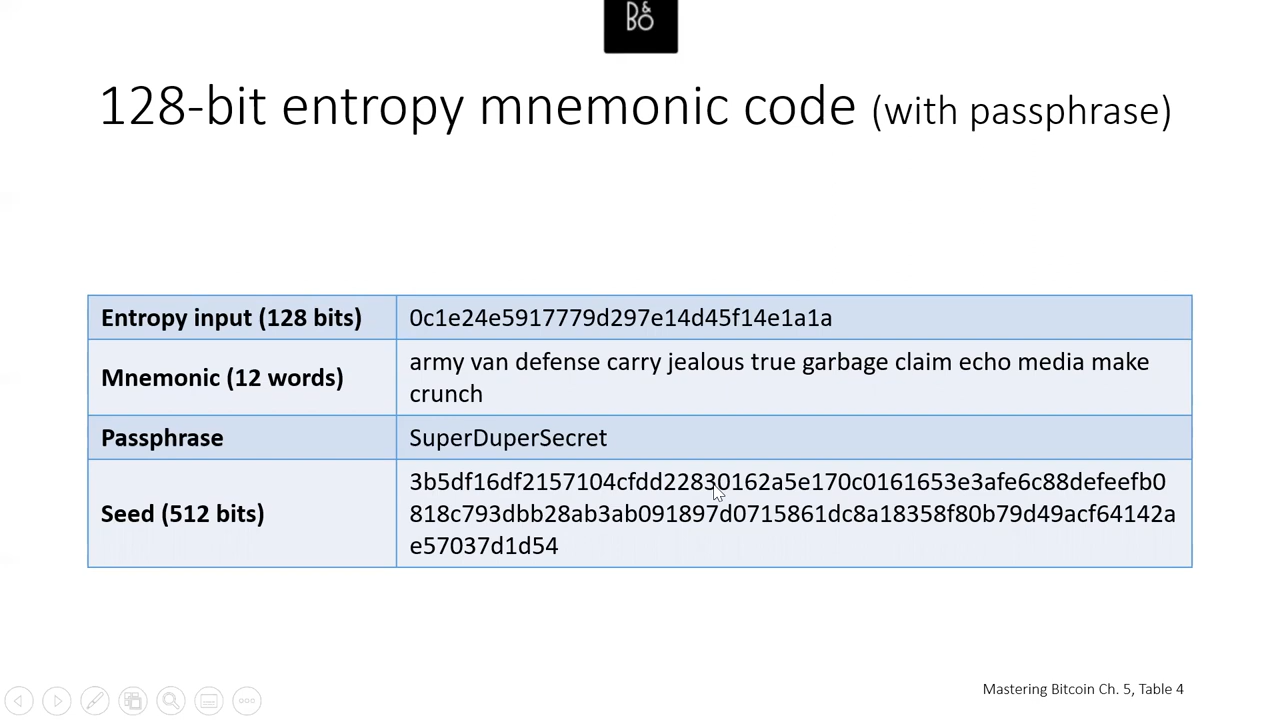 B&O
128-bit entropy mnemonic code (with passphrase)
Entropy input (128 bits) 0c1e24e5917779d297e14d45f14e1a1a
Mnemonic (12 words) army van defense carry jealous true garbage claim echo media make
crunch
Passphrase SuperDuperSecret
Seed (512 bits) 3b5df16df2157104cfdd22830162a5e170c0161653e3afe6c88defeefb0
818c793dbb28ab3ab091897d0715861dc8a18358f80b79d49acf64142a
e57037d1d54
Mastering Bitcoin Ch. 5, Table 4